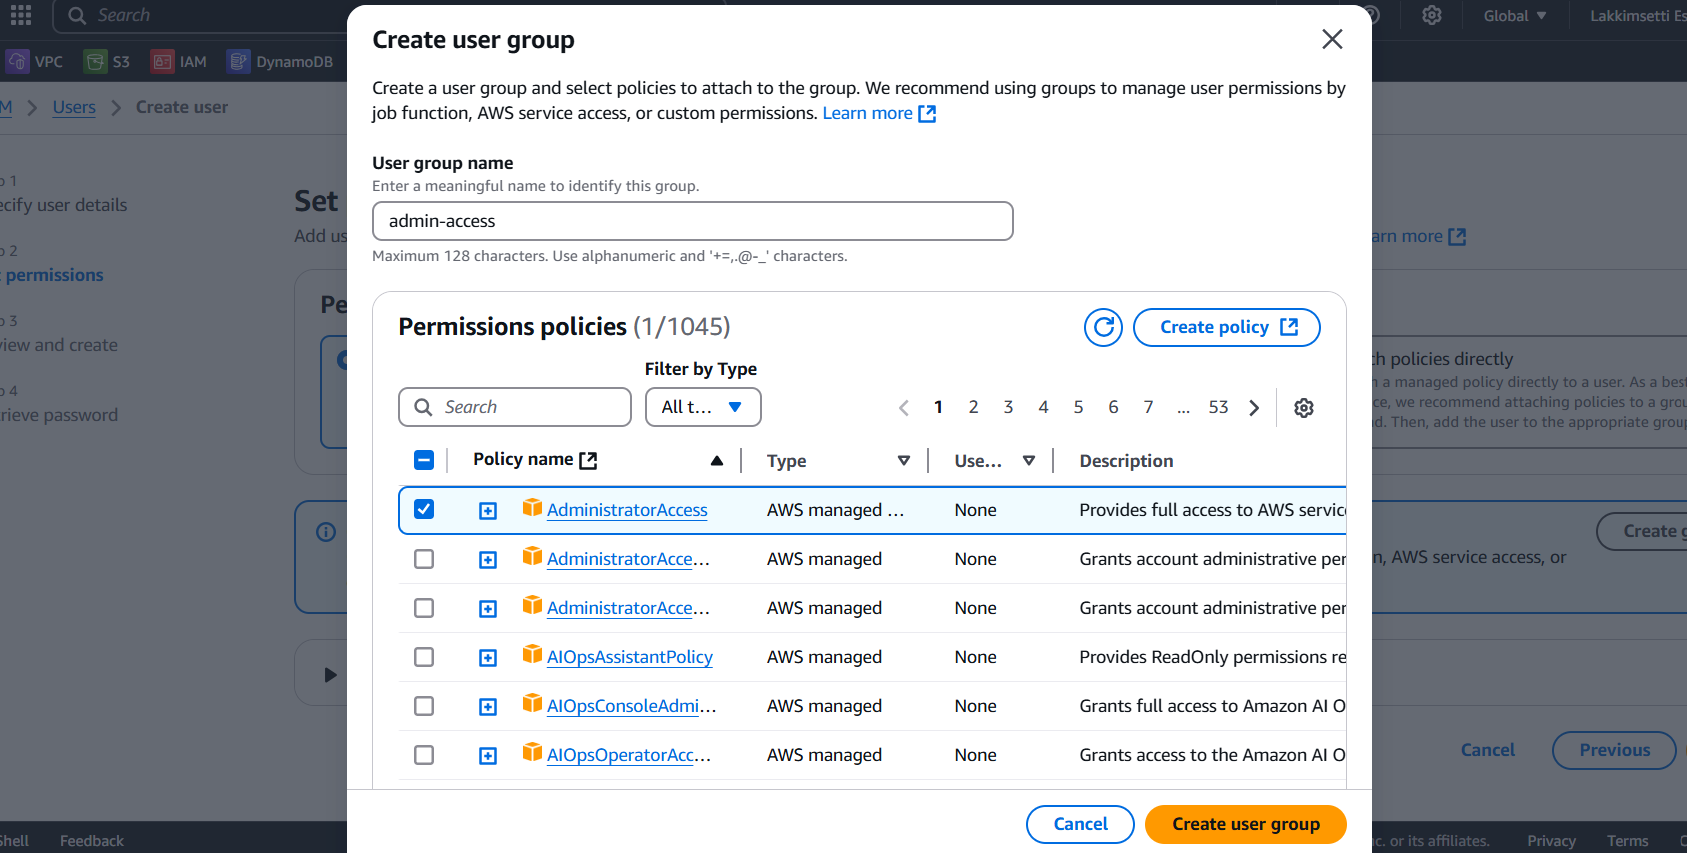 Search
Global
Lakkimsetti Es
VPC
S3
IAM
DynamoDB
M
Users
Create user
ecify user details
permissions
view and create
trieve password
Set
Add us
Pe
Create user group
Create a user group and select policies to attach to the group. We recommend using groups to manage user permissions by
job function, AWS service access, or custom permissions. Learn more
User group name
Enter a meaningful name to identify this group.
admin-access
Maximum 128 characters. Use alphanumeric and '+=,.@-_' characters.
Permissions policies (1/1045)
Create policy
Filter by Type
Search
All t...
1 2 3 4 5 6 7 ... 53
Policy name Type Use... Description
AdministratorAccess AWS managed ... None Provides full access to AWS servic
AdministratorAcce... AWS managed None Grants account administrative per
AdministratorAcce... AWS managed None Grants account administrative per
AIOpsAssistantPolicy AWS managed None Provides ReadOnly permissions re
AIOpsConsoleAdmi... AWS managed None Grants full access to Amazon AI O
AIOpsOperatorAcc... AWS managed None Grants access to the Amazon AI O
Cancel
Create user group
arn more
ch policies directly
h a managed policy directly to a user. As a best
ce, we recommend attaching policies to a grou
d. Then, add the user to the appropriate group
Create g
n, AWS service access, or
Cancel
Previous
Shell
Feedback
nc. or its affiliates.
Privacy
Terms